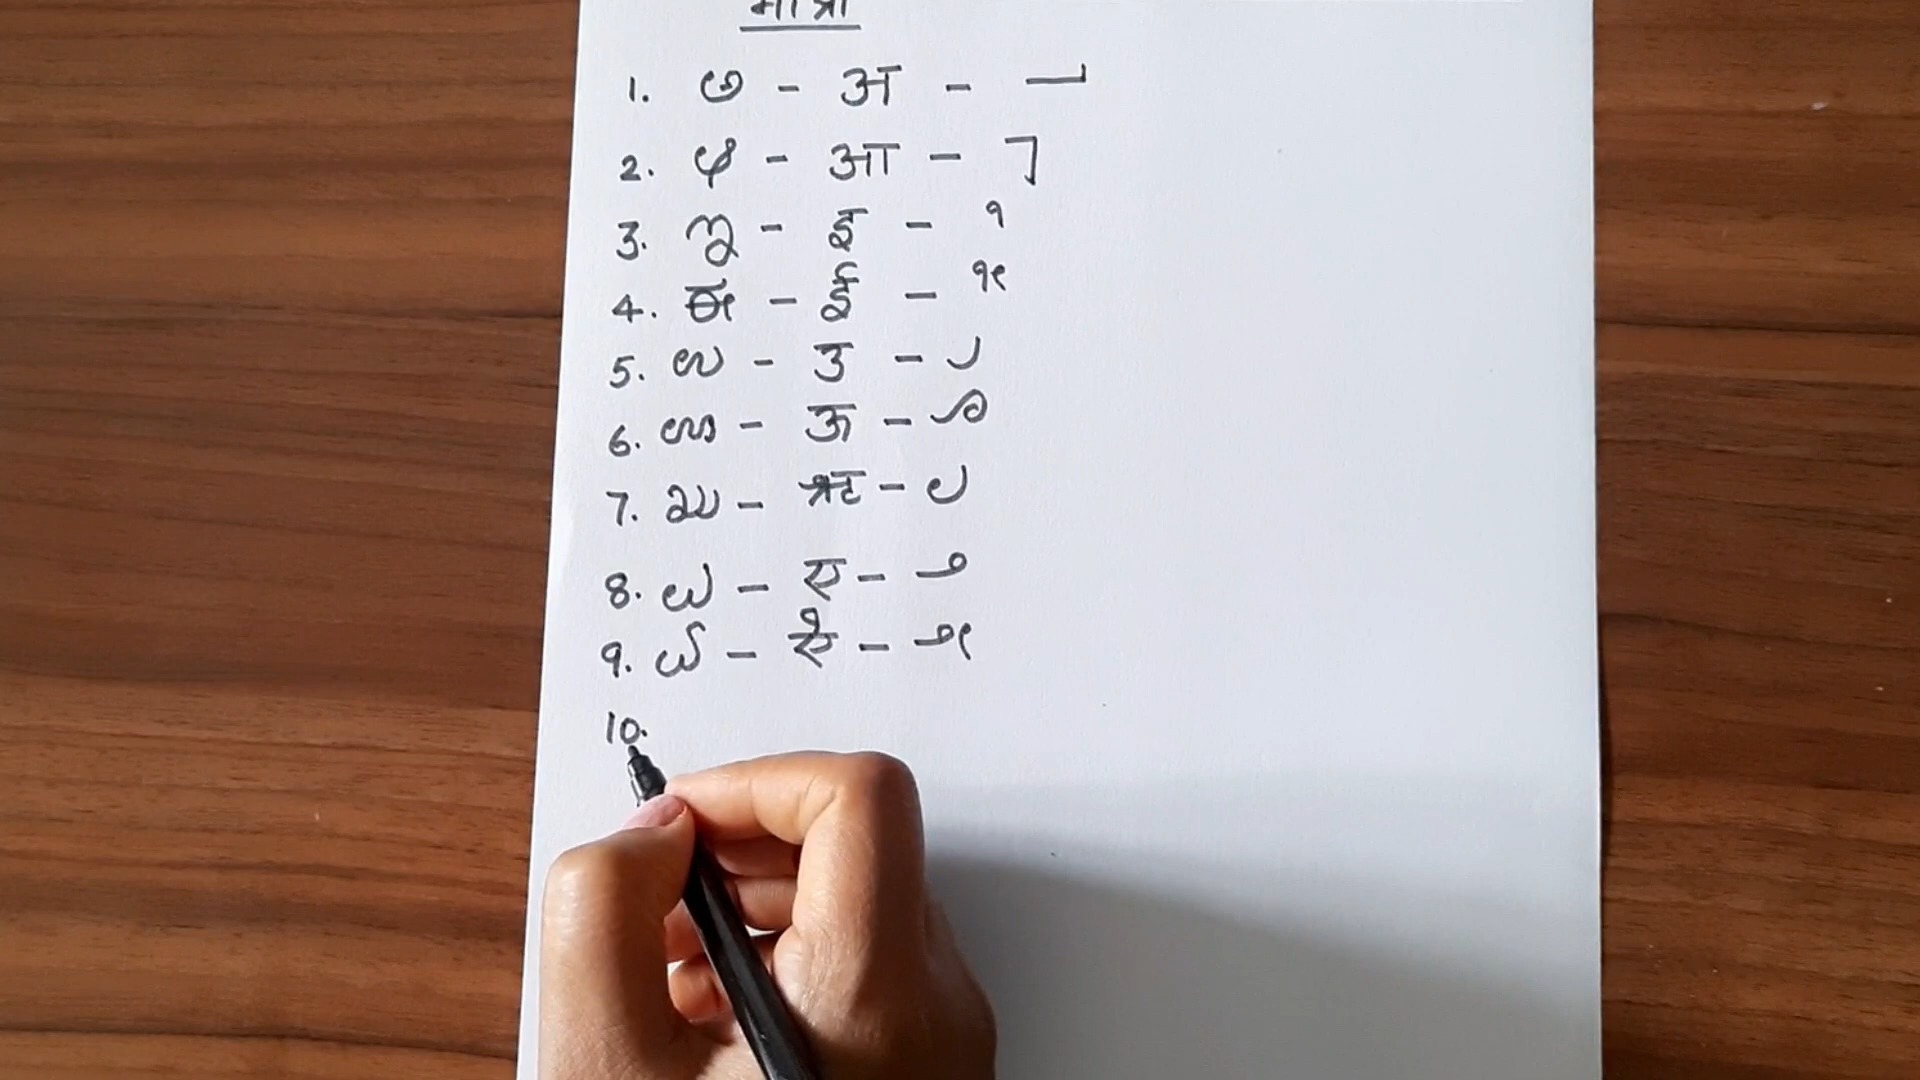 मात्रा
1. ಅ - अ - ―
2. ಆ - आ - ಾ
3. ಇ - इ - ಿ
4. ಈ - ई - ೀ
5. ಉ - उ - ು
6. ಊ - ऊ - ೂ
7. ಋ - ऋ - ೃ
8. ಎ - ए - ೆ
9. ಏ - ऐ - ೇ
10.